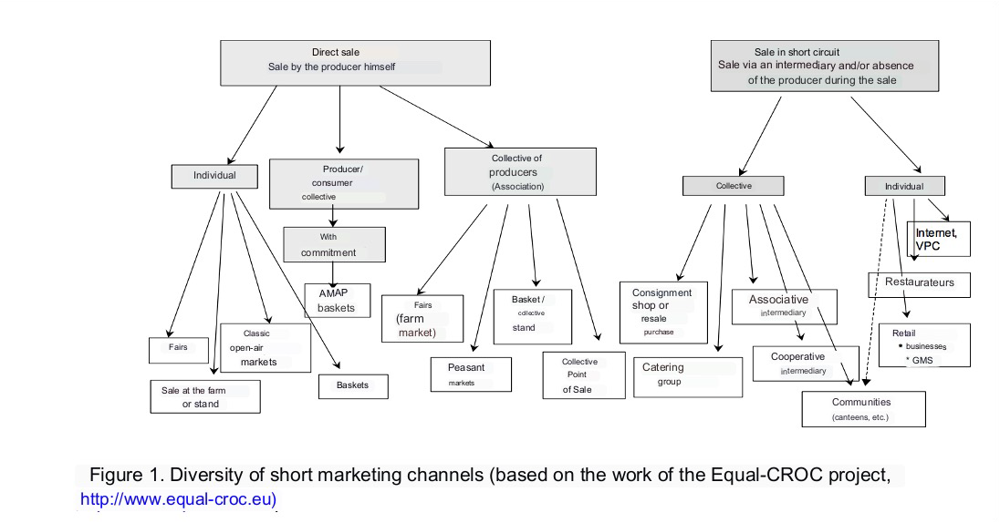 Direct sale
Sale by the producer himself
Sale in short circuit
Sale via an intermediary and/or absence
of the producer during the sale
Individual
Producer/
consumer
collective
Collective of
producers
(Association)
Collective
Individual
With
commitment
Internet,
VPC
AMAP
baskets
Restaurateurs
Fairs
(farm
market)
Basket /
collective
stand
Consignment
shop or
resale
purchase
Associative
intermediary
Retail
• businesses
* GMS
Fairs
Classic
open-air
markets
Cooperative
intermediary
Peasant
markets
Collective
Point
of Sale
Catering
group
Sale at the farm
or stand
Baskets
Communities
(canteens, etc.)
Figure 1. Diversity of short marketing channels (based on the work of the Equal-CROC project,
http://www.equal-croc.eu)